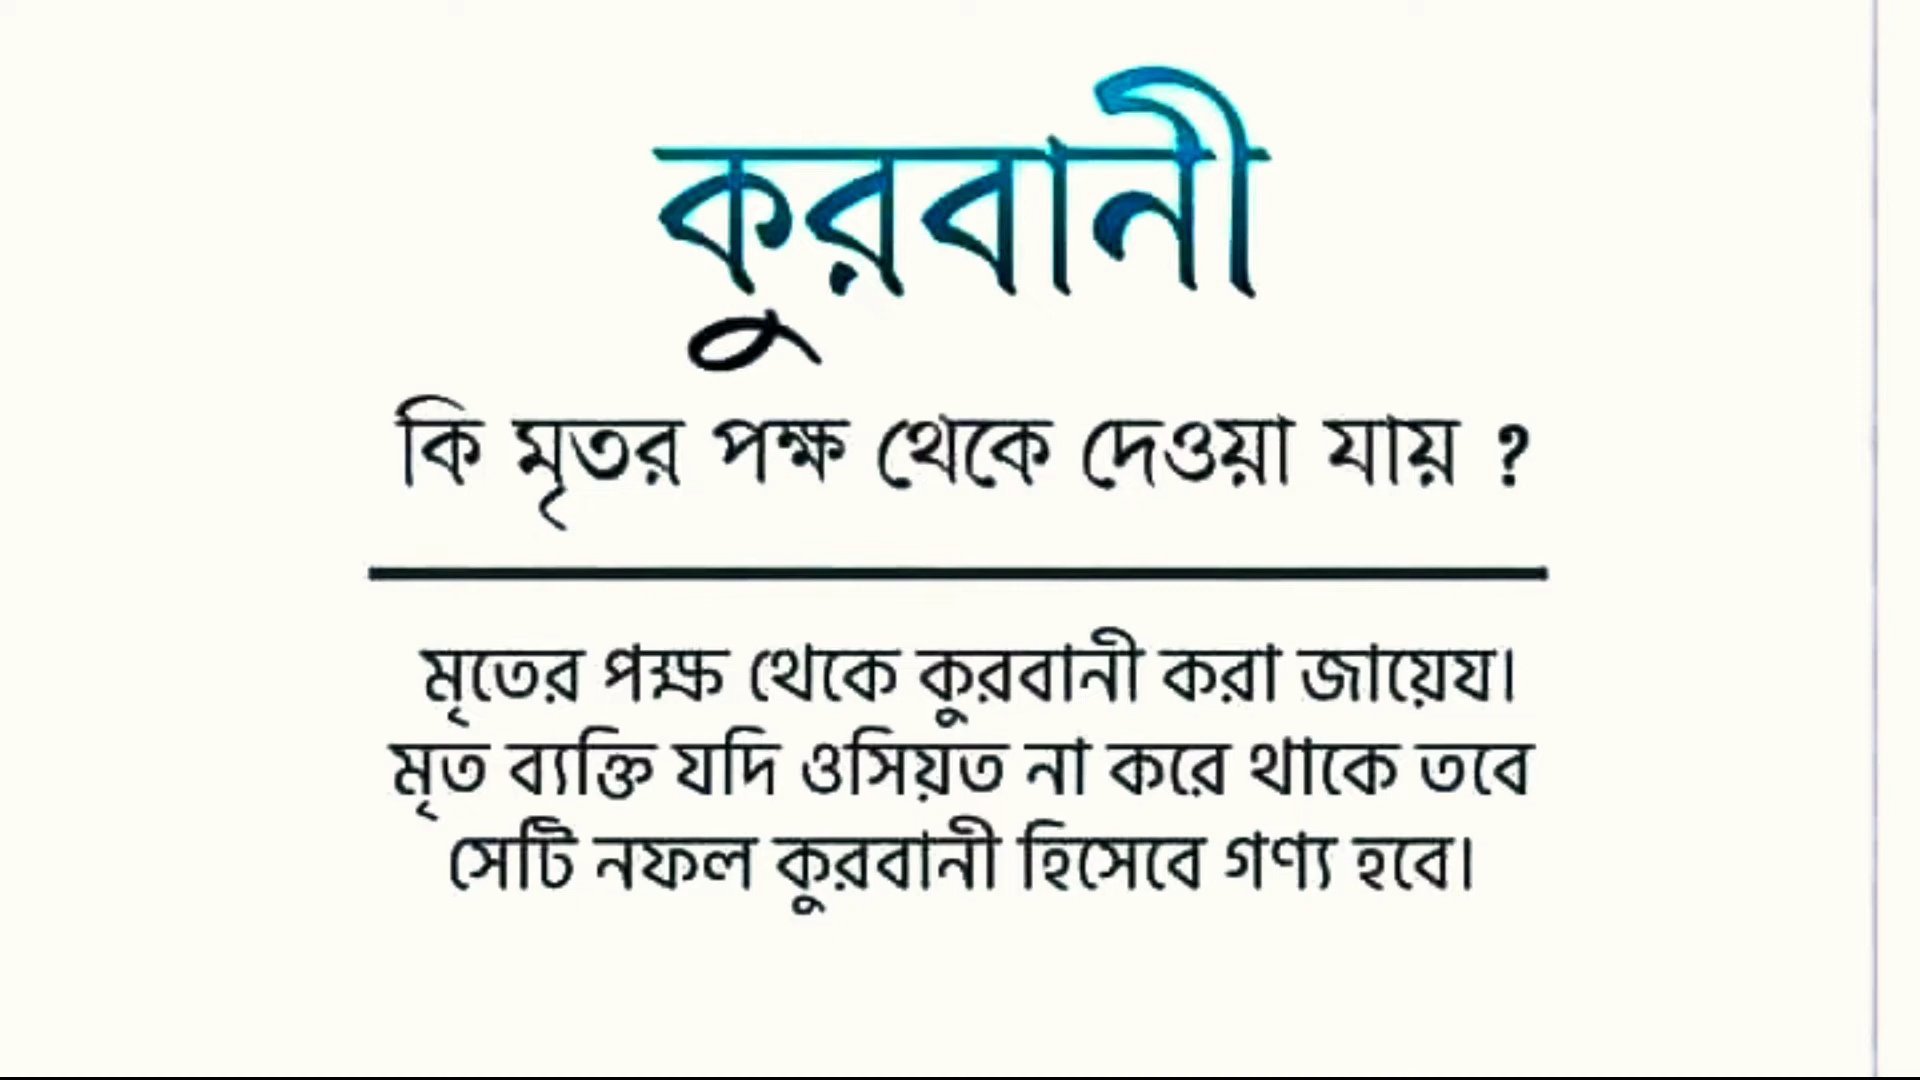 কুরবানী
কি মৃতর পক্ষ থেকে দেওয়া যায় ?
মৃতের পক্ষ থেকে কুরবানী করা জায়েয।
মৃত ব্যক্তি যদি ওসিয়ত না করে থাকে তবে
সেটি নফল কুরবানী হিসেবে গণ্য হবে।